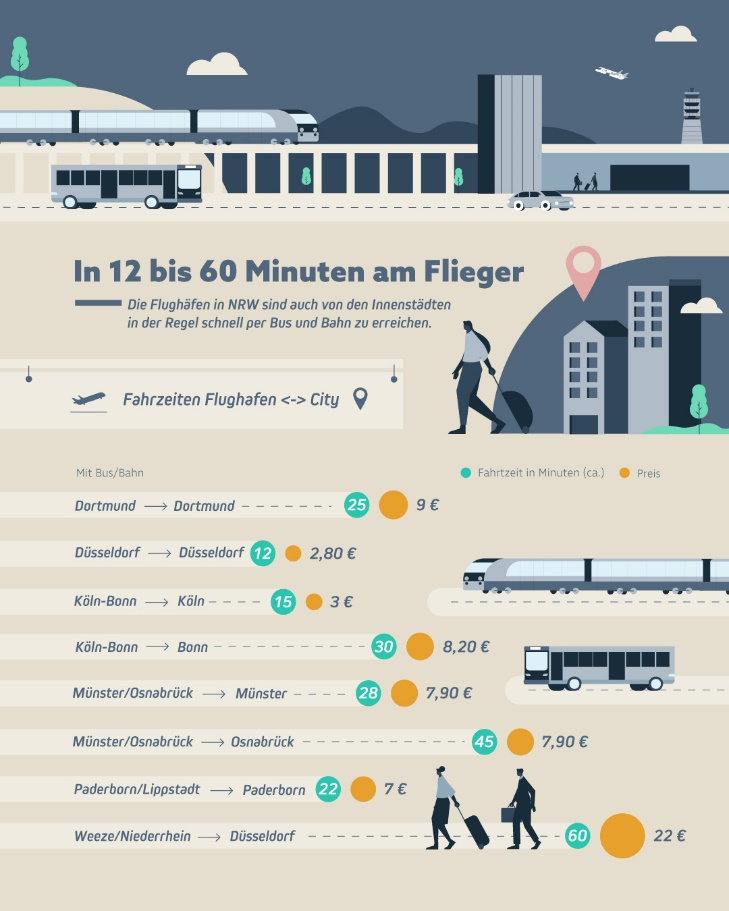 In 12 bis 60 Minuten am Flieger
Die Flughäfen in NRW sind auch von den Innenstädten
in der Regel schnell per Bus und Bahn zu erreichen.
Fahrzeiten Flughafen <-> City
Mit Bus/Bahn
Fahrtzeit in Minuten (ca.) Preis
Dortmund → Dortmund 25 9 €
Düsseldorf → Düsseldorf 12 2,80 €
Köln-Bonn → Köln 15 3 €
Köln-Bonn → Bonn 30 8,20 €
Münster/Osnabrück → Münster 28 7,90 €
Münster/Osnabrück → Osnabrück 45 7,90 €
Paderborn/Lippstadt → Paderborn 22 7 €
Weeze/Niederrhein → Düsseldorf 60 22 €